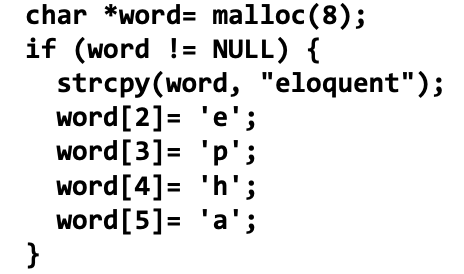 char *word= malloc(8);
if (word != NULL) {
  strcpy(word, "eloquent");
  word[2]= 'e';
  word[3]= 'p';
  word[4]= 'h';
  word[5]= 'a';
}